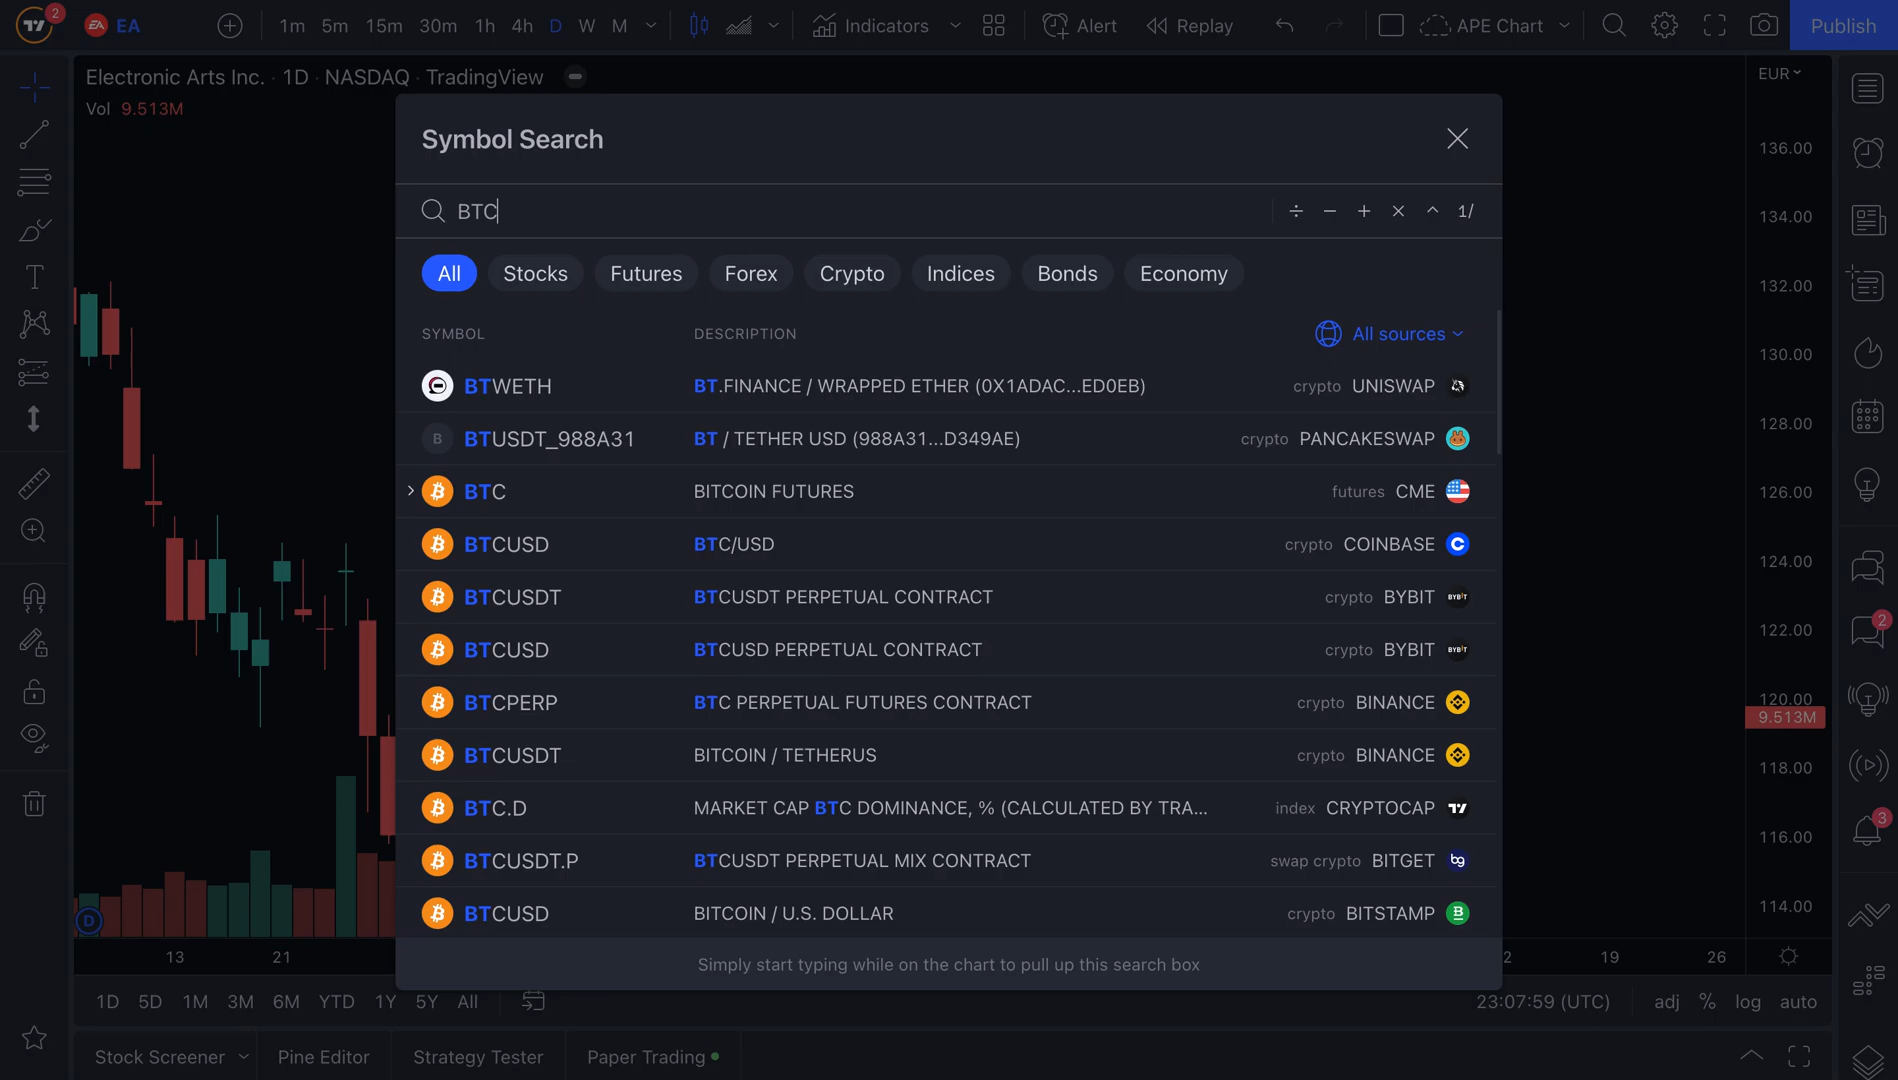 2 EA 1m 5m 15m 30m 1h 4h D W M Indicators Alert Replay APE Chart Publish
Electronic Arts Inc. · 1D · NASDAQ · TradingView
Vol 9.513M
EUR
Symbol Search
BTC ÷ − + × ^ 1/
All Stocks Futures Forex Crypto Indices Bonds Economy
SYMBOL DESCRIPTION All sources
BTWETH BT.FINANCE / WRAPPED ETHER (0X1ADAC...ED0EB) crypto UNISWAP
B BTUSDT_988A31 BT / TETHER USD (988A31...D349AE) crypto PANCAKESWAP
BTC BITCOIN FUTURES futures CME
BTCUSD BTC/USD crypto COINBASE
BTCUSDT BTCUSDT PERPETUAL CONTRACT crypto BYBIT BYBIT
BTCUSD BTCUSD PERPETUAL CONTRACT crypto BYBIT BYBIT
BTCPERP BTC PERPETUAL FUTURES CONTRACT crypto BINANCE
BTCUSDT BITCOIN / TETHERUS crypto BINANCE
BTC.D MARKET CAP BTC DOMINANCE, % (CALCULATED BY TRA... index CRYPTOCAP
BTCUSDT.P BTCUSDT PERPETUAL MIX CONTRACT swap crypto BITGET bg
BTCUSD BITCOIN / U.S. DOLLAR crypto BITSTAMP
Simply start typing while on the chart to pull up this search box
136.00
134.00
132.00
130.00
128.00
126.00
124.00
122.00
120.00
9.513M
118.00
116.00
114.00
2
3
D
13 21 2 19 26
1D 5D 1M 3M 6M YTD 1Y 5Y All 23:07:59 (UTC) adj % log auto
Stock Screener Pine Editor Strategy Tester Paper Trading